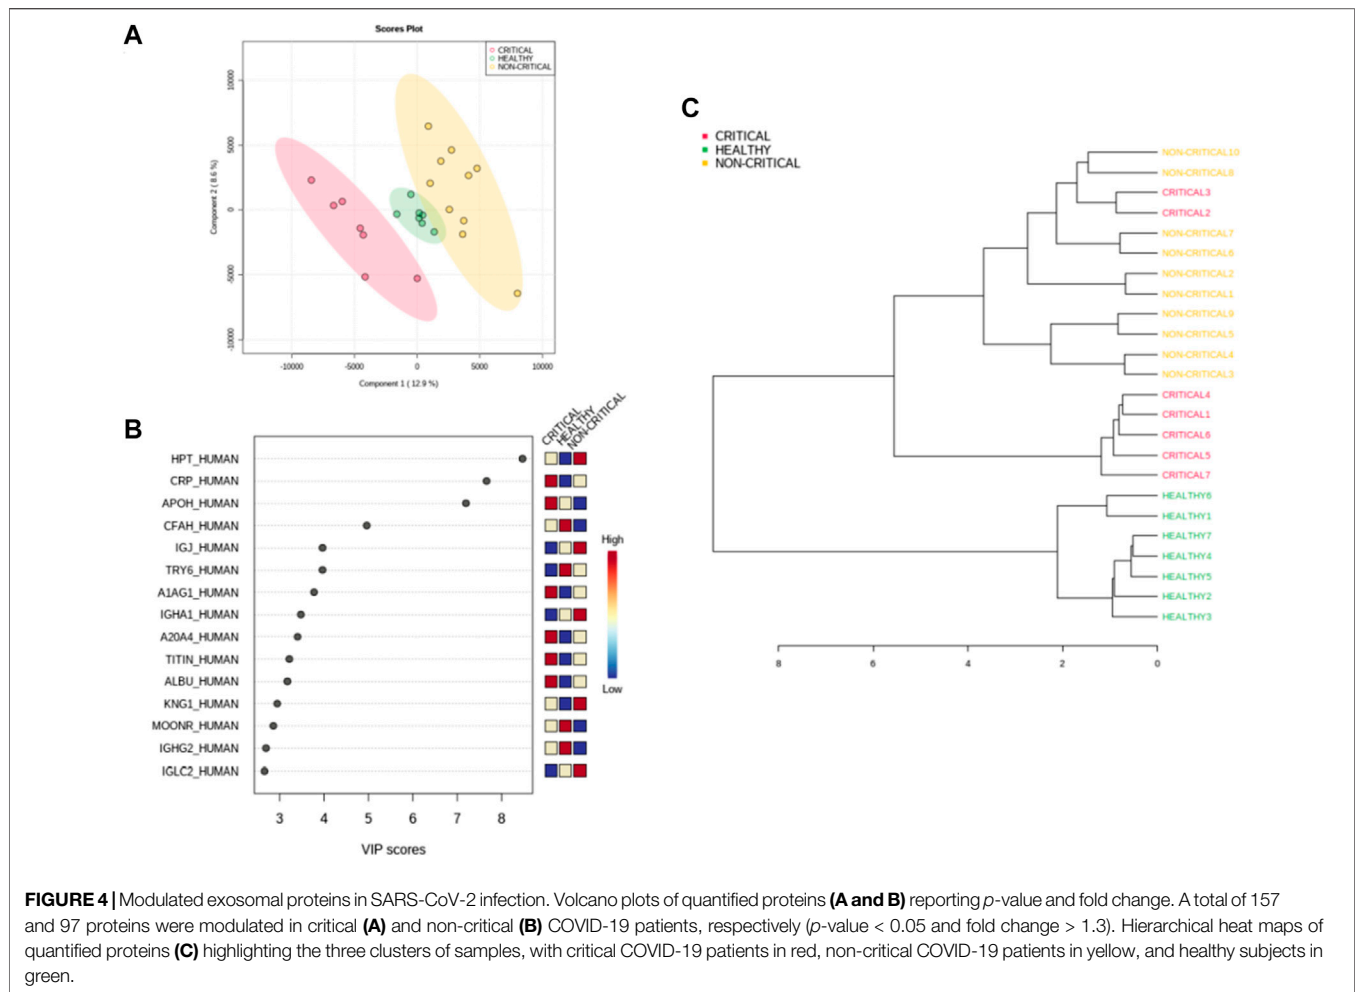 A
Scores Plot
CRITICAL
HEALTHY
NON-CRITICAL
Component 2 ( 8.6 %)
10000
5000
0
-5000
-10000
-10000 -5000 0 5000 10000
Component 1 ( 12.9 %)
B
CRITICAL
HEALTHY
NON-CRITICAL
HPT_HUMAN
CRP_HUMAN
APOH_HUMAN
CFAH_HUMAN
IGJ_HUMAN
TRY6_HUMAN
A1AG1_HUMAN
IGHA1_HUMAN
A20A4_HUMAN
TITIN_HUMAN
ALBU_HUMAN
KNG1_HUMAN
MOONR_HUMAN
IGHG2_HUMAN
IGLC2_HUMAN
High
Low
3 4 5 6 7 8
VIP scores
C
CRITICAL
HEALTHY
NON-CRITICAL
NON-CRITICAL10
NON-CRITICAL8
CRITICAL3
CRITICAL2
NON-CRITICAL7
NON-CRITICAL6
NON-CRITICAL2
NON-CRITICAL1
NON-CRITICAL9
NON-CRITICAL5
NON-CRITICAL4
NON-CRITICAL3
CRITICAL4
CRITICAL1
CRITICAL6
CRITICAL5
CRITICAL7
HEALTHY6
HEALTHY1
HEALTHY7
HEALTHY4
HEALTHY5
HEALTHY2
HEALTHY3
8 6 4 2 0
FIGURE 4 | Modulated exosomal proteins in SARS-CoV-2 infection. Volcano plots of quantified proteins (A and B) reporting p-value and fold change. A total of 157
and 97 proteins were modulated in critical (A) and non-critical (B) COVID-19 patients, respectively (p-value < 0.05 and fold change > 1.3). Hierarchical heat maps of
quantified proteins (C) highlighting the three clusters of samples, with critical COVID-19 patients in red, non-critical COVID-19 patients in yellow, and healthy subjects in
green.